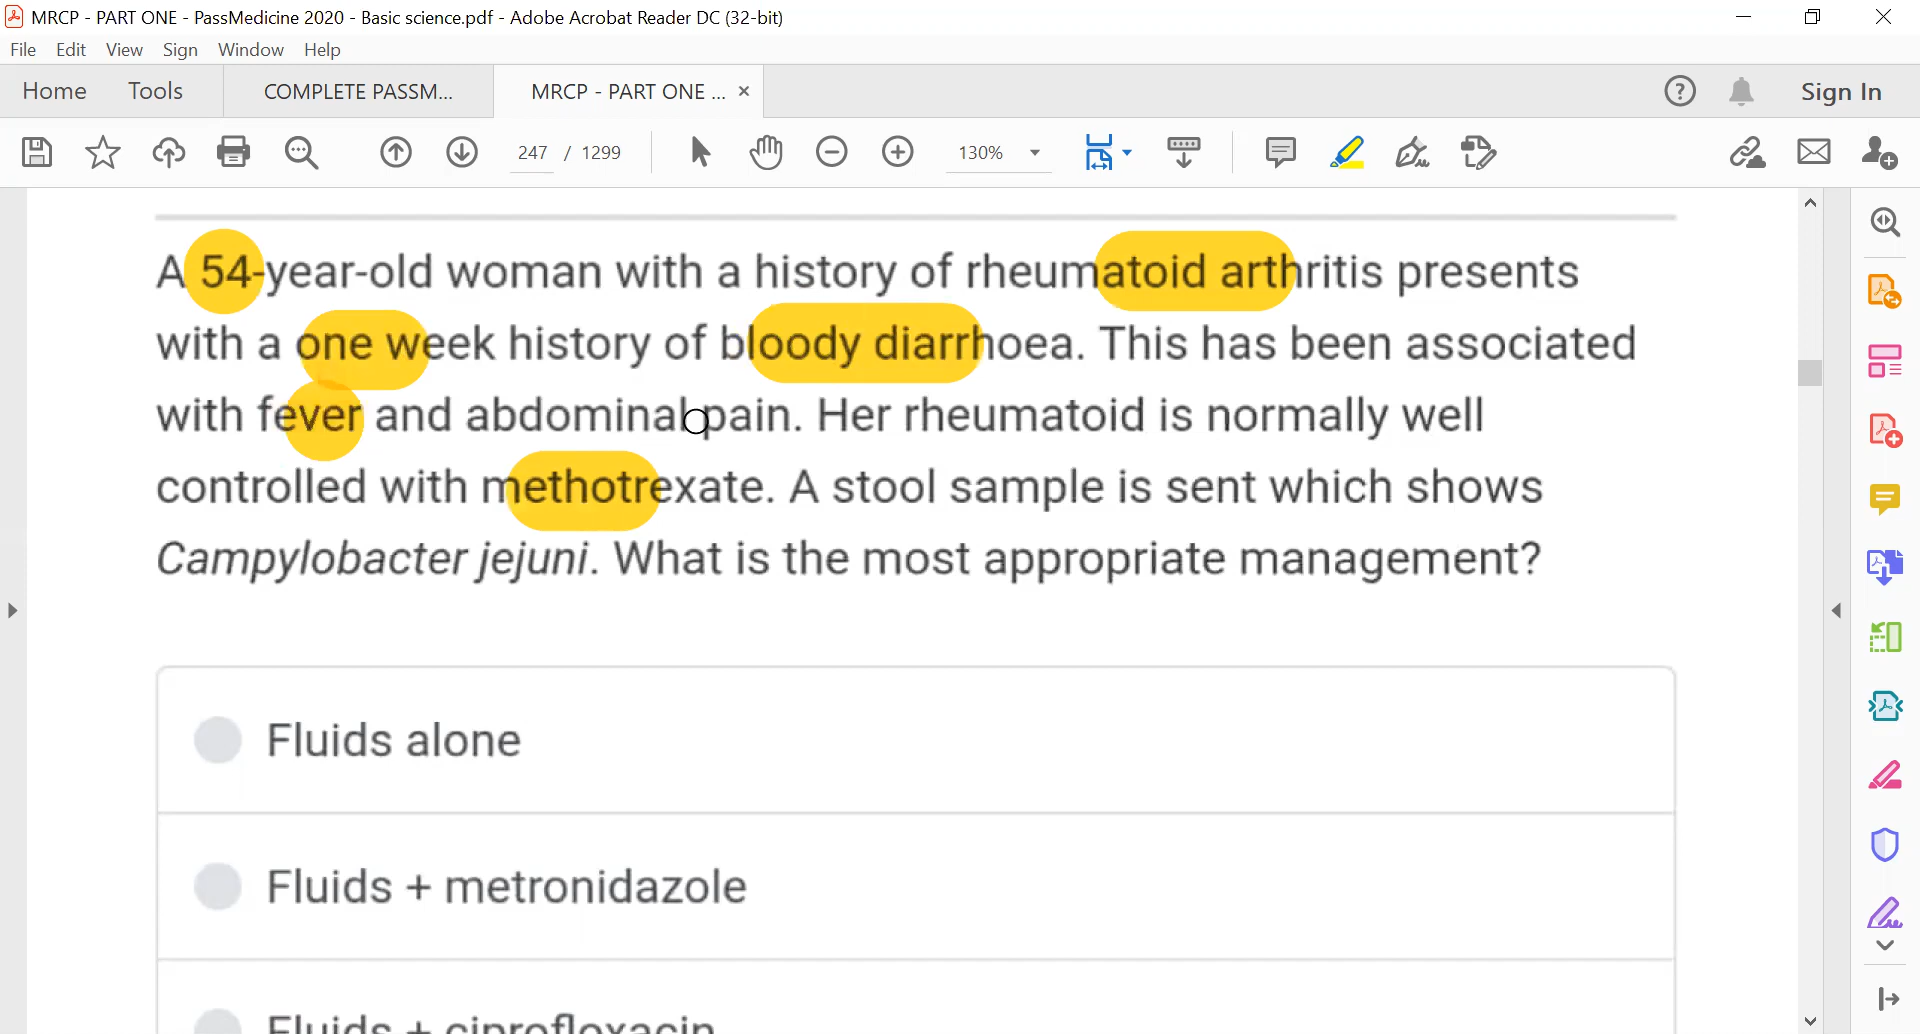 MRCP - PART ONE - PassMedicine 2020 - Basic science.pdf - Adobe Acrobat Reader DC (32-bit)
File Edit View Sign Window Help
Home Tools COMPLETE PASSM... MRCP - PART ONE ... × Sign In
247 / 1299 130%
A 54-year-old woman with a history of rheumatoid arthritis presents
with a one week history of bloody diarrhoea. This has been associated
with fever and abdominal pain. Her rheumatoid is normally well
controlled with methotrexate. A stool sample is sent which shows
Campylobacter jejuni. What is the most appropriate management?
Fluids alone
Fluids + metronidazole
Fluids + ciprofloxacin